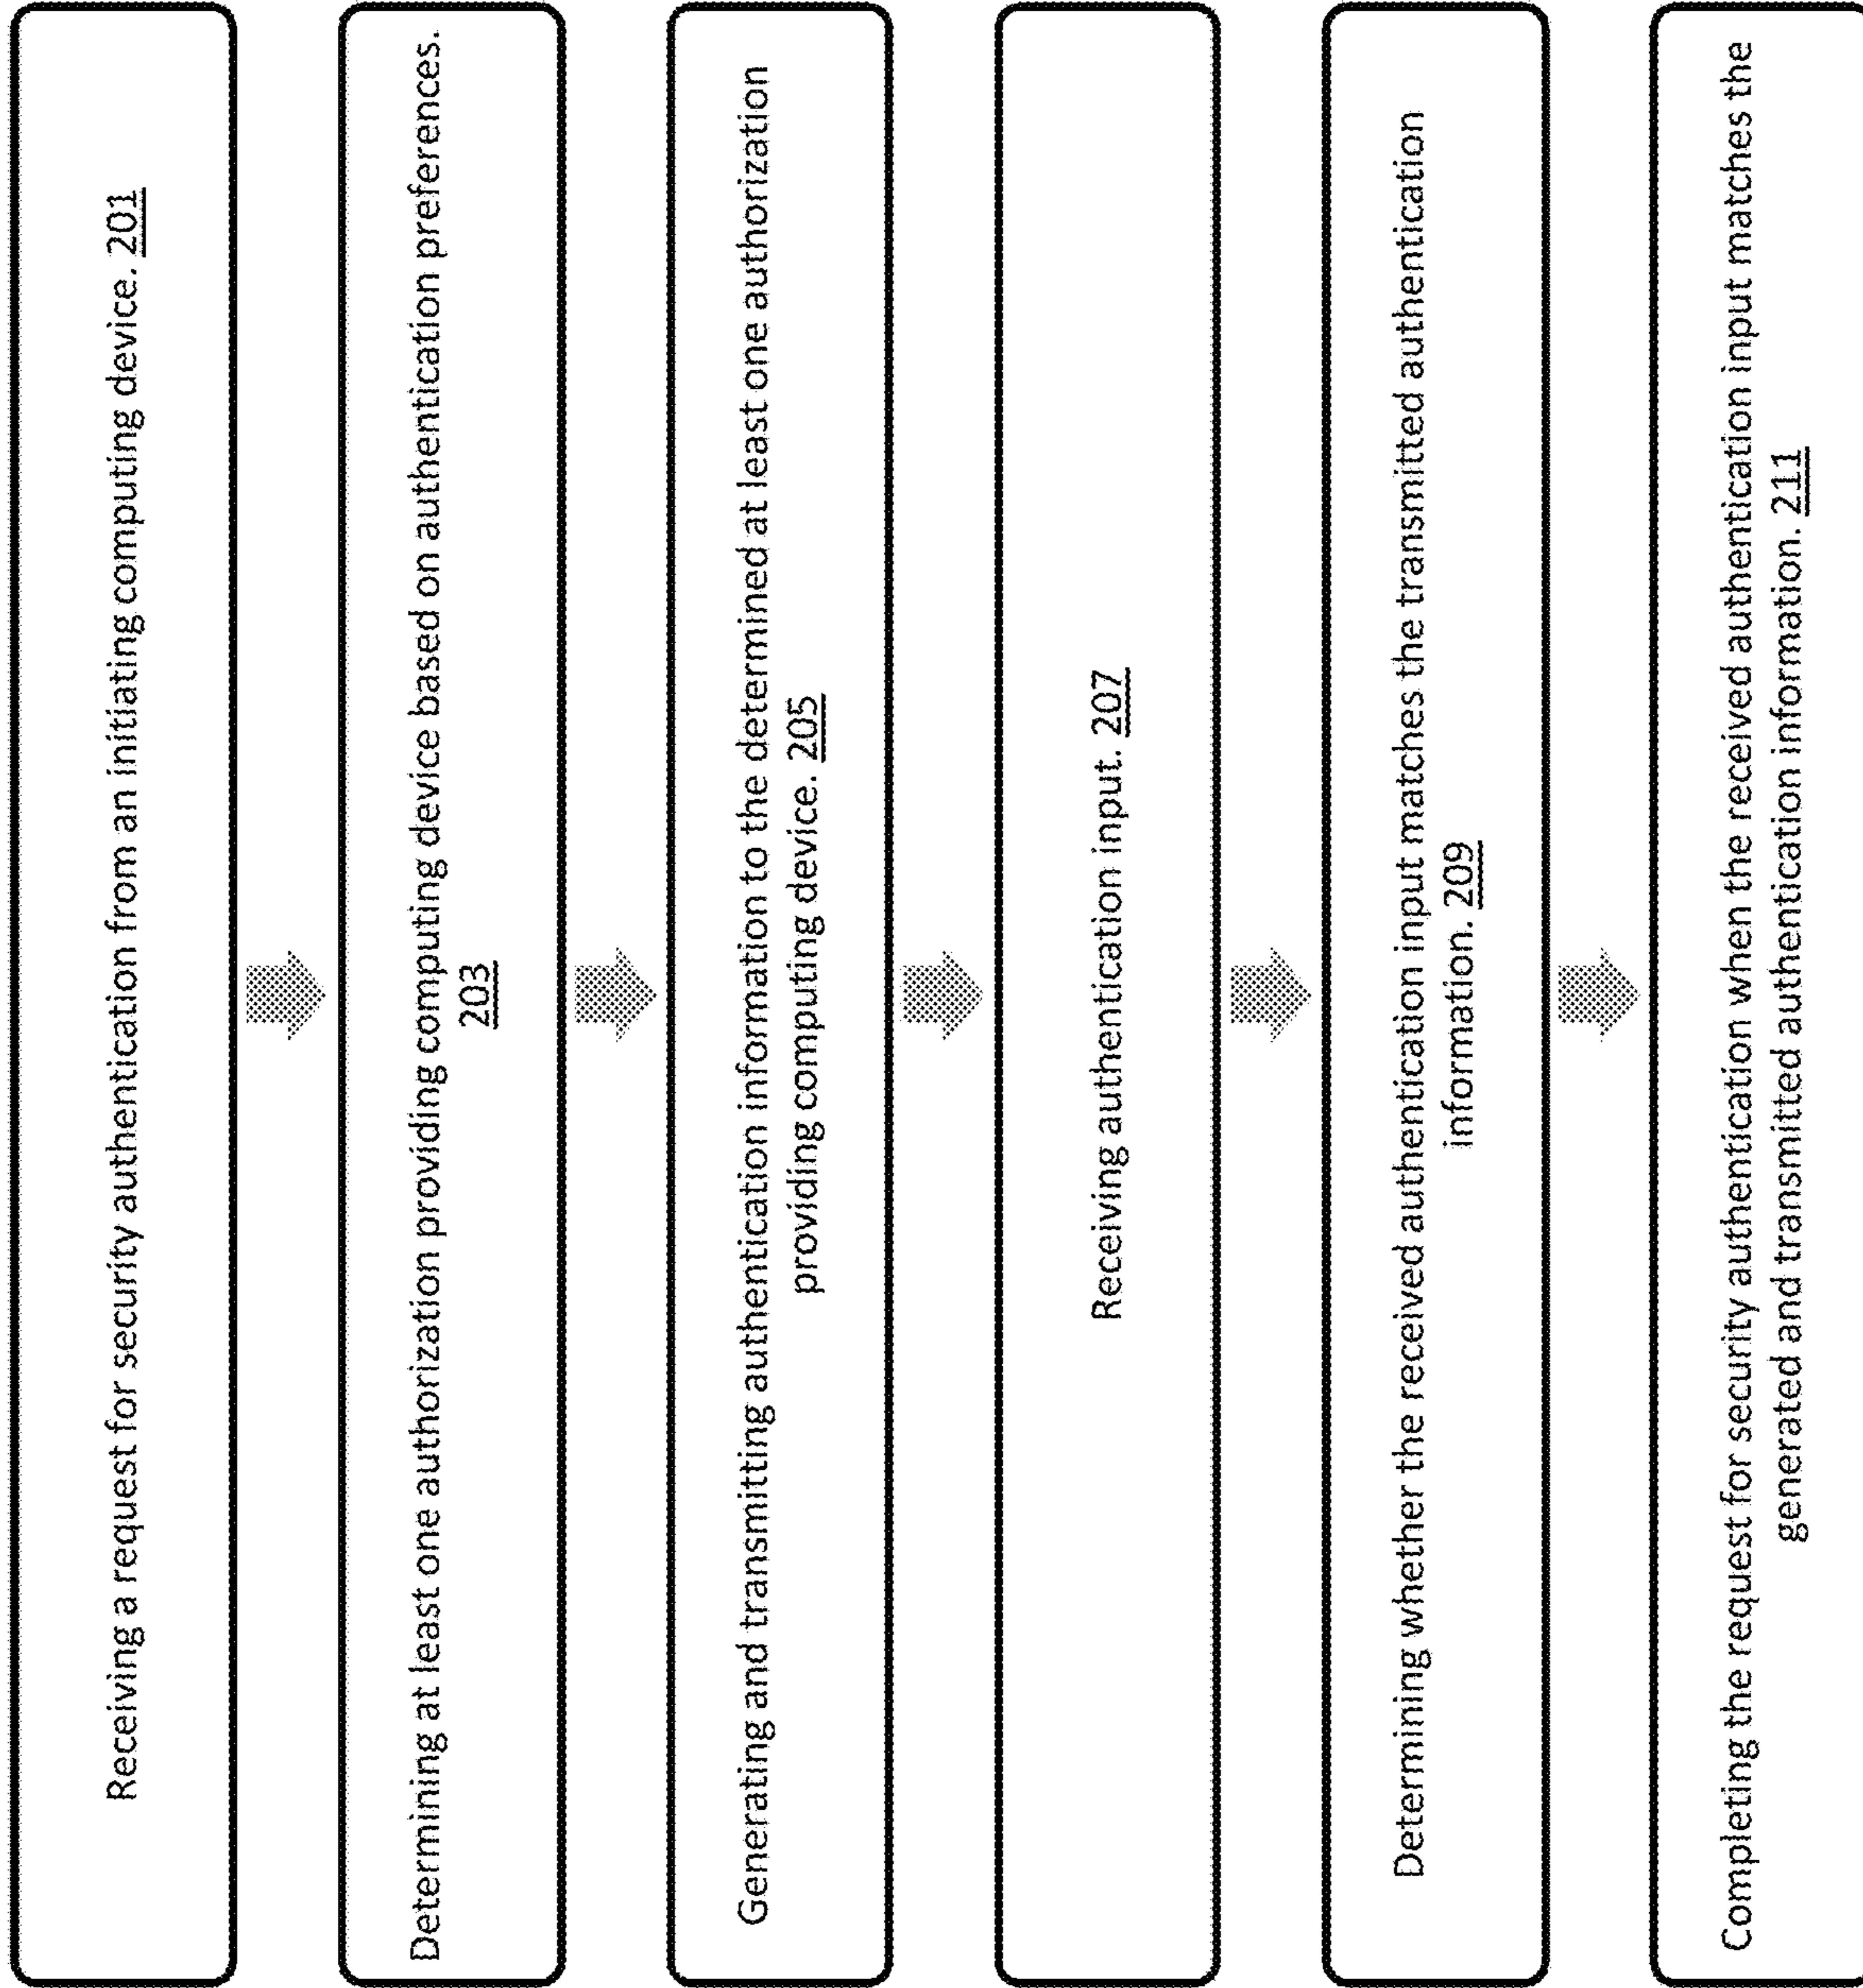 Receiving a request for security authentication from an initiating computing device. 201
Determining at least one authorization providing computing device based on authentication preferences.
203
Generating and transmitting authentication information to the determined at least one authorization
providing computing device. 205
Receiving authentication input. 207
Determining whether the received authentication input matches the transmitted authentication
information. 209
Completing the request for security authentication when the received authentication input matches the
generated and transmitted authentication information. 211